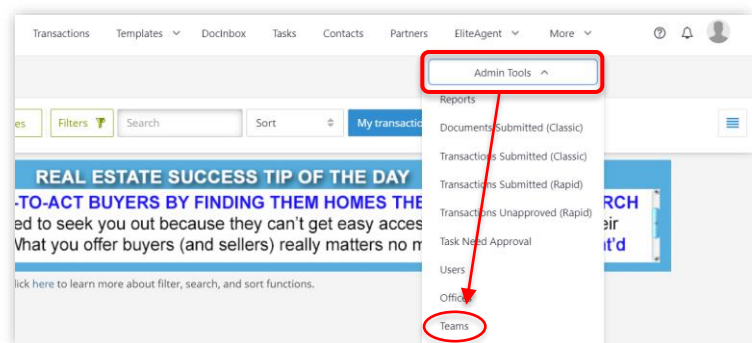 Transactions Templates DocInbox Tasks Contacts Partners EliteAgent More
Admin Tools
Filters Search Sort My transactio
Reports
Documents Submitted (Classic)
Transactions Submitted (Classic)
Transactions Submitted (Rapid)
Transactions Unapproved (Rapid)
Task Need Approval
Users
Offices
Teams
REAL ESTATE SUCCESS TIP OF THE DAY
-TO-ACT BUYERS BY FINDING THEM HOMES THE RCH
ed to seek you out because they can't get easy acces eir
What you offer buyers (and sellers) really matters no m t'd
lick here to learn more about filter, search, and sort functions.